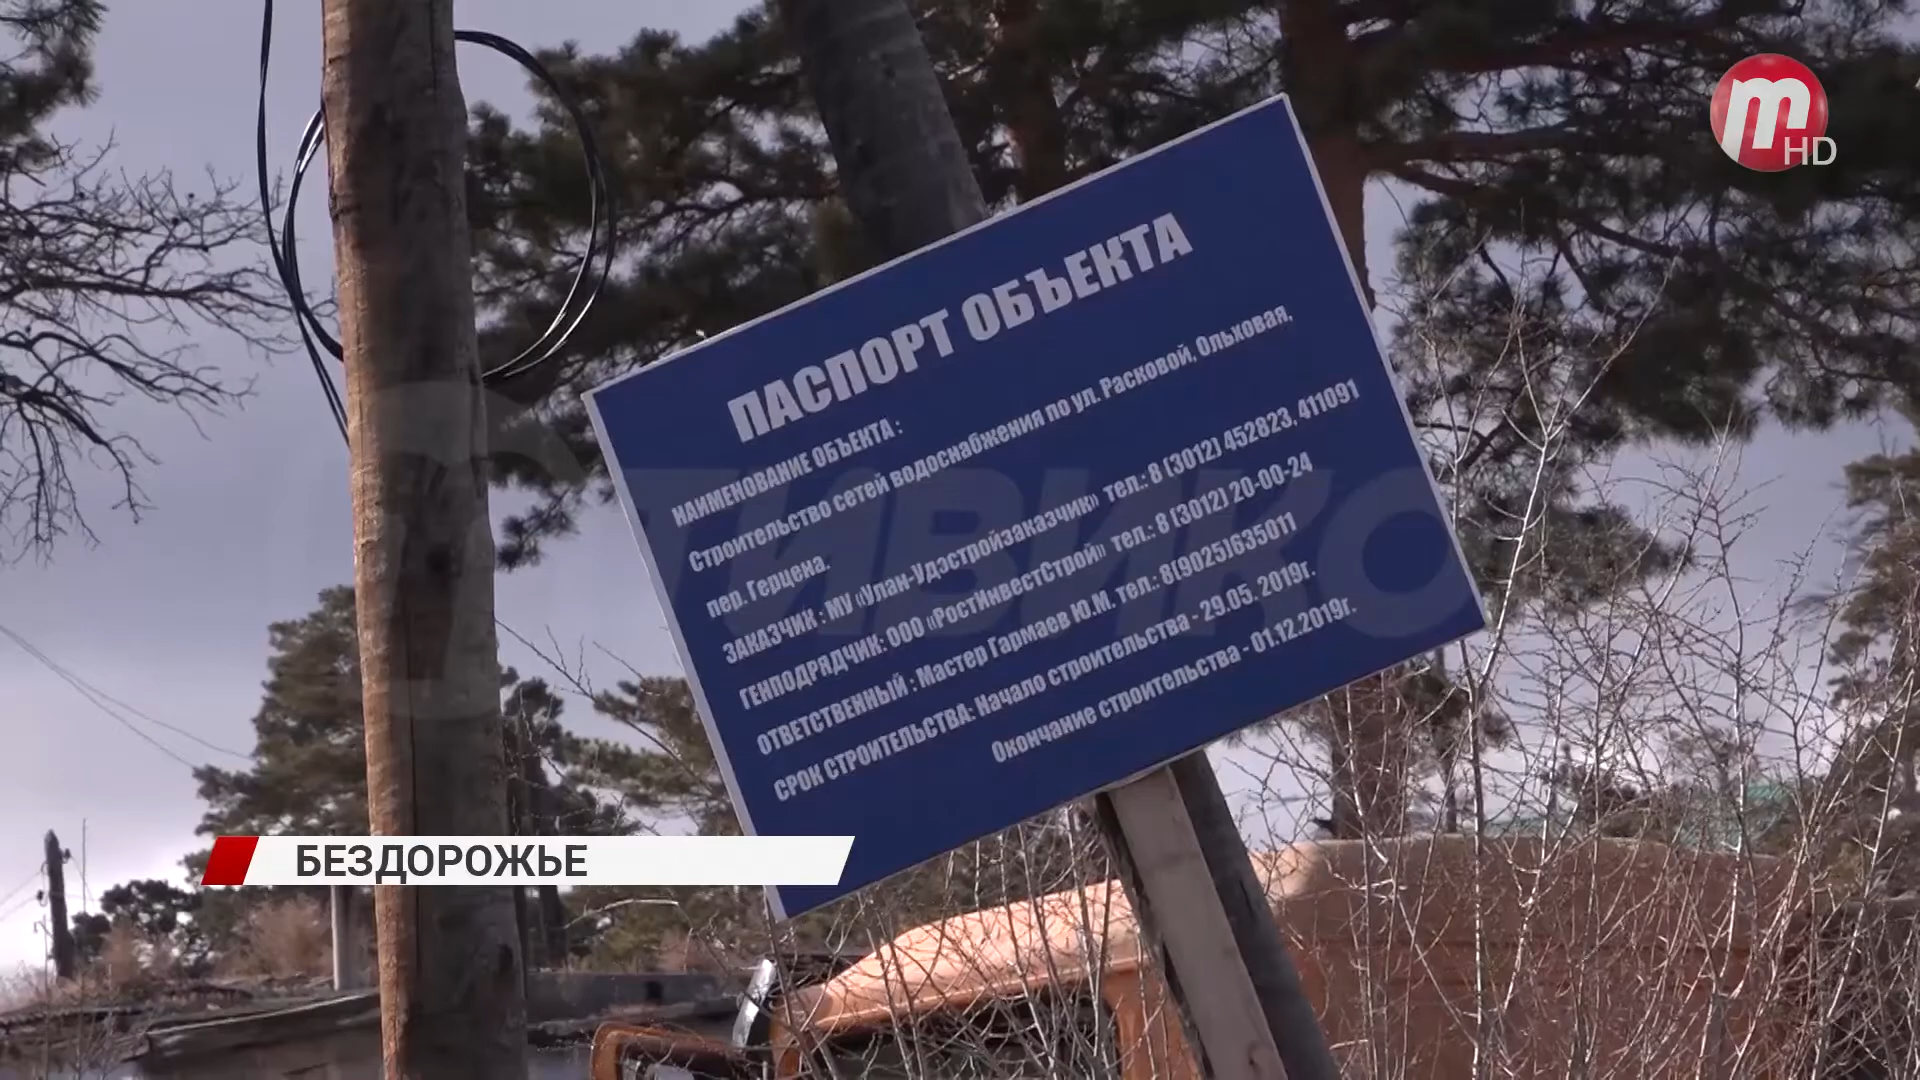 m HD
ПАСПОРТ ОБЪЕКТА
НАИМЕНОВАНИЕ ОБЪЕКТА :
Строительство сетей водоснабжения по ул. Расковой, Ольховая,
пер. Герцена.
ЗАКАЗЧИК : МУ «Улан-Удэстройзаказчик» тел.: 8 (3012) 452823, 411091
ГЕНПОДРЯДЧИК: ООО «РостИнвестСтрой» тел.: 8 (3012) 20-00-24
ОТВЕТСТВЕННЫЙ : Мастер Гармаев Ю.М. тел.: 8(9025)635011
СРОК СТРОИТЕЛЬСТВА: Начало строительства - 29.05. 2019г.
Окончание строительства - 01.12.2019г.
ТИВИКОМ
БЕЗДОРОЖЬЕ